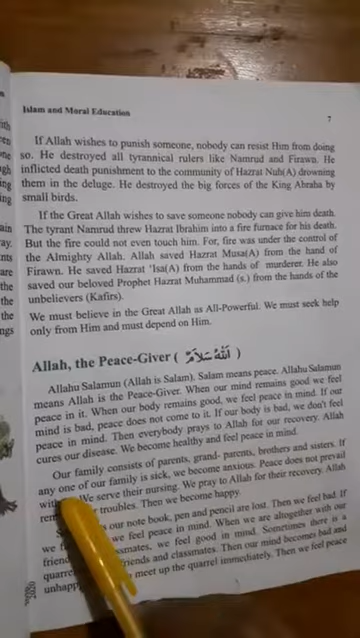 Islam and Moral Education
7
If Allah wishes to punish someone, nobody can resist Him from doing
so. He destroyed all tyrannical rulers like Namrud and Firawn. He
inflicted death punishment to the community of Hazrat Nuh(A) drowning
them in the deluge. He destroyed the big forces of the King Abraha by
small birds.
If the Great Allah wishes to save someone nobody can give him death.
The tyrant Namrud threw Hazrat Ibrahim into a fire furnace for his death.
But the fire could not even touch him. For, fire was under the control of
the Almighty Allah. Allah saved Hazrat Musa(A) from the hand of
Firawn. He saved Hazrat 'Isa(A) from the hands of murderer. He also
saved our beloved Prophet Hazrat Muhammad (s.) from the hands of the
unbelievers (Kafirs).
We must believe in the Great Allah as All-Powerful. We must seek help
only from Him and must depend on Him.
Allah, the Peace-Giver ( اَللّٰهُ سَلَامٌ )
Allahu Salamun (Allah is Salam). Salam means peace. Allahu Salamun
means Allah is the Peace-Giver. When our mind remains good we feel
peace in it. When our body remains good, we feel peace in mind. If our
mind is bad, peace does not come to it. If our body is bad, we don't feel
peace in mind. Then everybody prays to Allah for our recovery. Allah
cures our disease. We become healthy and feel peace in mind.
Our family consists of parents, grand- parents, brothers and sisters. If
any one of our family is sick, we become anxious. Peace does not prevail
We serve their nursing. We pray to Allah for their recovery. Allah
troubles. Then we become happy.
our note book, pen and pencil are lost. Then we feel bad. If
we feel peace in mind. When we are altogether with our
we feel good in mind. Sometimes there is a
friends and classmates. Then our mind becomes bad and
unhappy meet up the quarrel immediately. Then we feel peace
2020